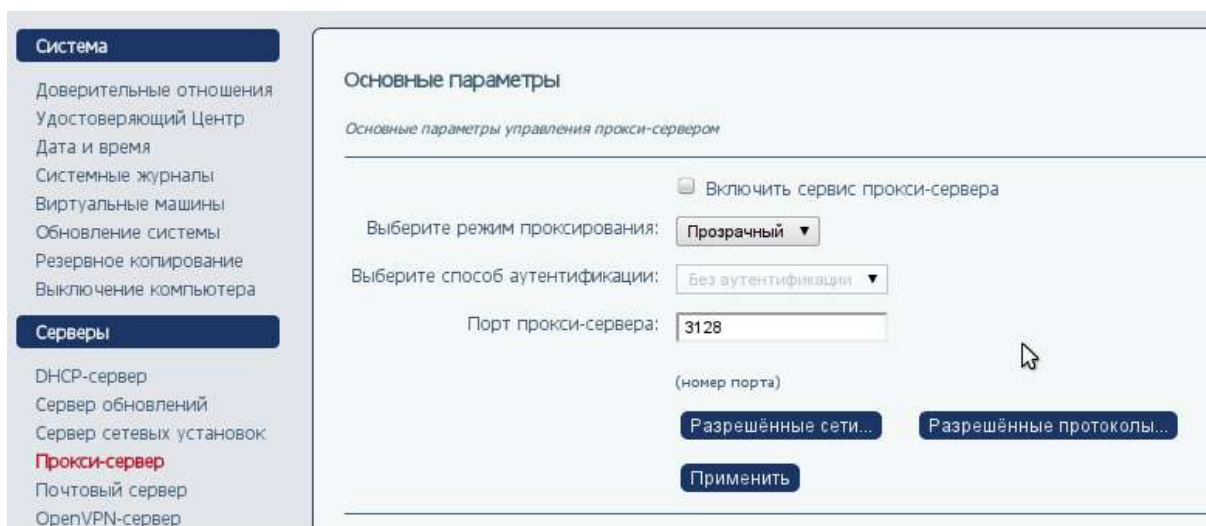 Система
Доверительные отношения
Удостоверяющий Центр
Дата и время
Системные журналы
Виртуальные машины
Обновление системы
Резервное копирование
Выключение компьютера
Серверы
DHCP-сервер
Сервер обновлений
Сервер сетевых установок
Прокси-сервер
Почтовый сервер
OpenVPN-сервер
Основные параметры
Основные параметры управления прокси-сервером
Включить сервис прокси-сервера
Выберите режим проксирования: Прозрачный
Выберите способ аутентификации: Без аутентификации
Порт прокси-сервера: 3128
(номер порта)
Разрешённые сети... Разрешённые протоколы...
Применить